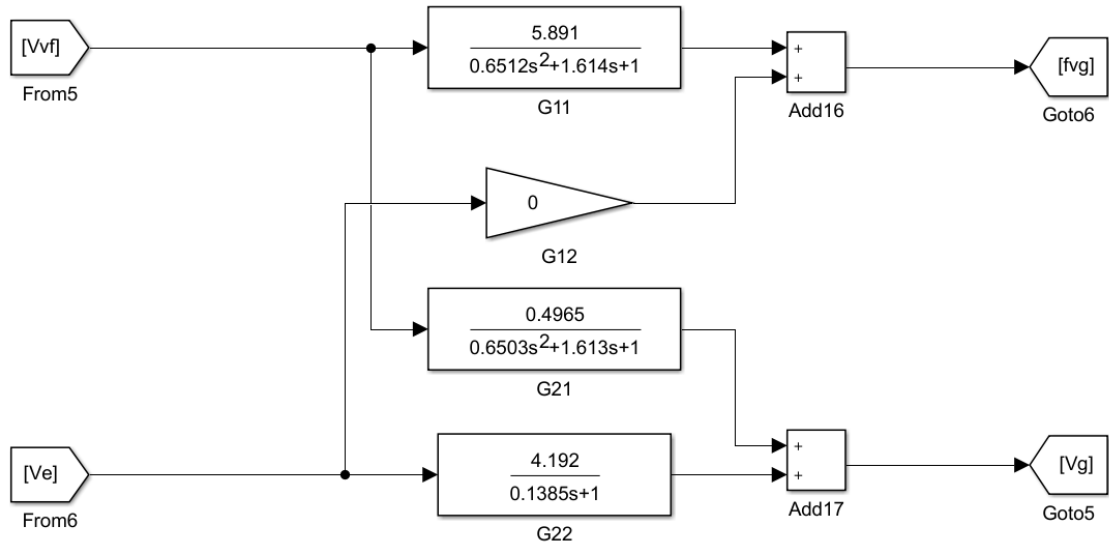 [Vvf]
From5
5.891
0.6512s²+1.614s+1
G11
+
+
Add16
[fvg]
Goto6
0
G12
0.4965
0.6503s²+1.613s+1
G21
[Ve]
From6
4.192
0.1385s+1
G22
+
+
Add17
[Vg]
Goto5